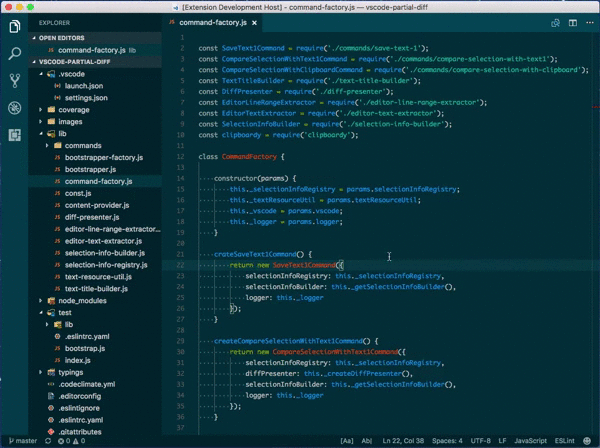 [Extension Development Host] - command-factory.js — vscode-partial-diff
EXPLORER
OPEN EDITORS
command-factory.js lib
VSCODE-PARTIAL-DIFF
.vscode
launch.json
settings.json
coverage
images
lib
commands
bootstrapper-factory.js
bootstrapper.js
command-factory.js
const.js
content-provider.js
diff-presenter.js
editor-line-range-extractor...
editor-text-extractor.js
selection-info-builder.js
selection-info-registry.js
text-resource-util.js
text-title-builder.js
node_modules
test
lib
.eslintrc.yaml
bootstrap.js
index.js
typings
.codeclimate.yml
.editorconfig
.eslintignore
.eslintrc.yaml
.gitattributes
command-factory.js
1
2 const SaveText1Command = require('./commands/save-text-1');
3 const CompareSelectionWithText1Command = require('./commands/compare-selection-with-text1');
4 const CompareSelectionWithClipboardCommand = require('./commands/compare-selection-with-clipboard');
5 const TextTitleBuilder = require('./text-title-builder');
6 const DiffPresenter = require('./diff-presenter');
7 const EditorLineRangeExtractor = require('./editor-line-range-extractor');
8 const EditorTextExtractor = require('./editor-text-extractor');
9 const SelectionInfoBuilder = require('./selection-info-builder');
10 const clipboardy = require('clipboardy');
11
12 class CommandFactory {
13
14 constructor(params) {
15 this._selectionInfoRegistry = params.selectionInfoRegistry;
16 this._textResourceUtil = params.textResourceUtil;
17 this._vscode = params.vscode;
18 this._logger = params.logger;
19 }
20
21 crateSaveText1Command() {
22 return new SaveText1Command({
23 selectionInfoRegistry: this._selectionInfoRegistry,
24 selectionInfoBuilder: this._getSelectionInfoBuilder(),
25 logger: this._logger
26 });
27 }
28
29 createCompareSelectionWithText1Command() {
30 return new CompareSelectionWithText1Command({
31 selectionInfoRegistry: this._selectionInfoRegistry,
32 diffPresenter: this._createDiffPresenter(),
33 selectionInfoBuilder: this._getSelectionInfoBuilder(),
34 logger: this._logger
35 });
36 }
37
master 0 0 [Aa] Ab| Ln 22, Col 38 Spaces: 4 UTF-8 LF JavaScript ESLint